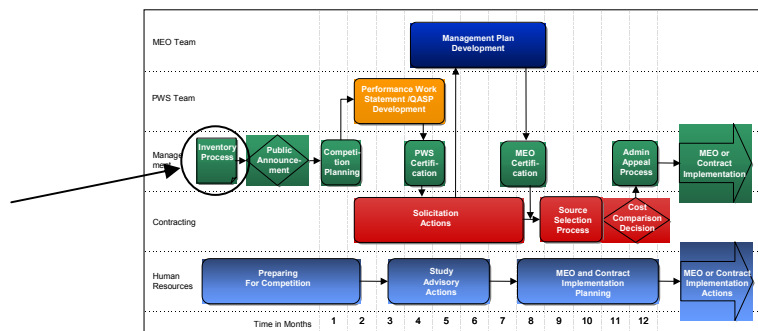 MEO Team
Management Plan
Development
PWS Team
Performance Work
Statement /QASP
Development
Manage
ment
Inventory
Process
Public
Announce-
ment
Competi-
tion
Planning
PWS
Certifi-
cation
MEO
Certifi-
cation
Admin
Appeal
Process
MEO or
Contract
Implementation
Contracting
Solicitation
Actions
Source
Selection
Process
Cost
Comparison
Decision
Human
Resources
Preparing
For Competition
Study
Advisory
Actions
MEO and Contract
Implementation
Planning
MEO or Contract
Implementation
Actions
Time in Months 1 2 3 4 5 6 7 8 9 10 11 12